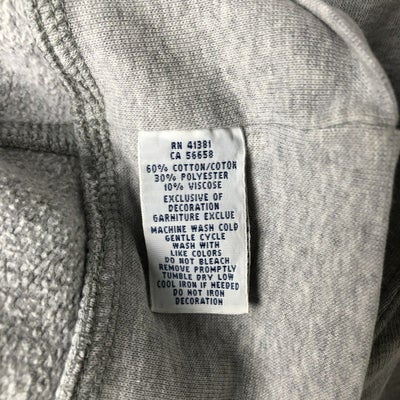 RN 41381
CA 56658
60% COTTON/COTON
30% POLYESTER
10% VISCOSE
EXCLUSIVE OF
DECORATION
GARNITURE EXCLUE
MACHINE WASH COLD
GENTLE CYCLE
WASH WITH
LIKE COLORS
DO NOT BLEACH
REMOVE PROMPTLY
TUMBLE DRY LOW
COOL IRON IF NEEDED
DO NOT IRON
DECORATION